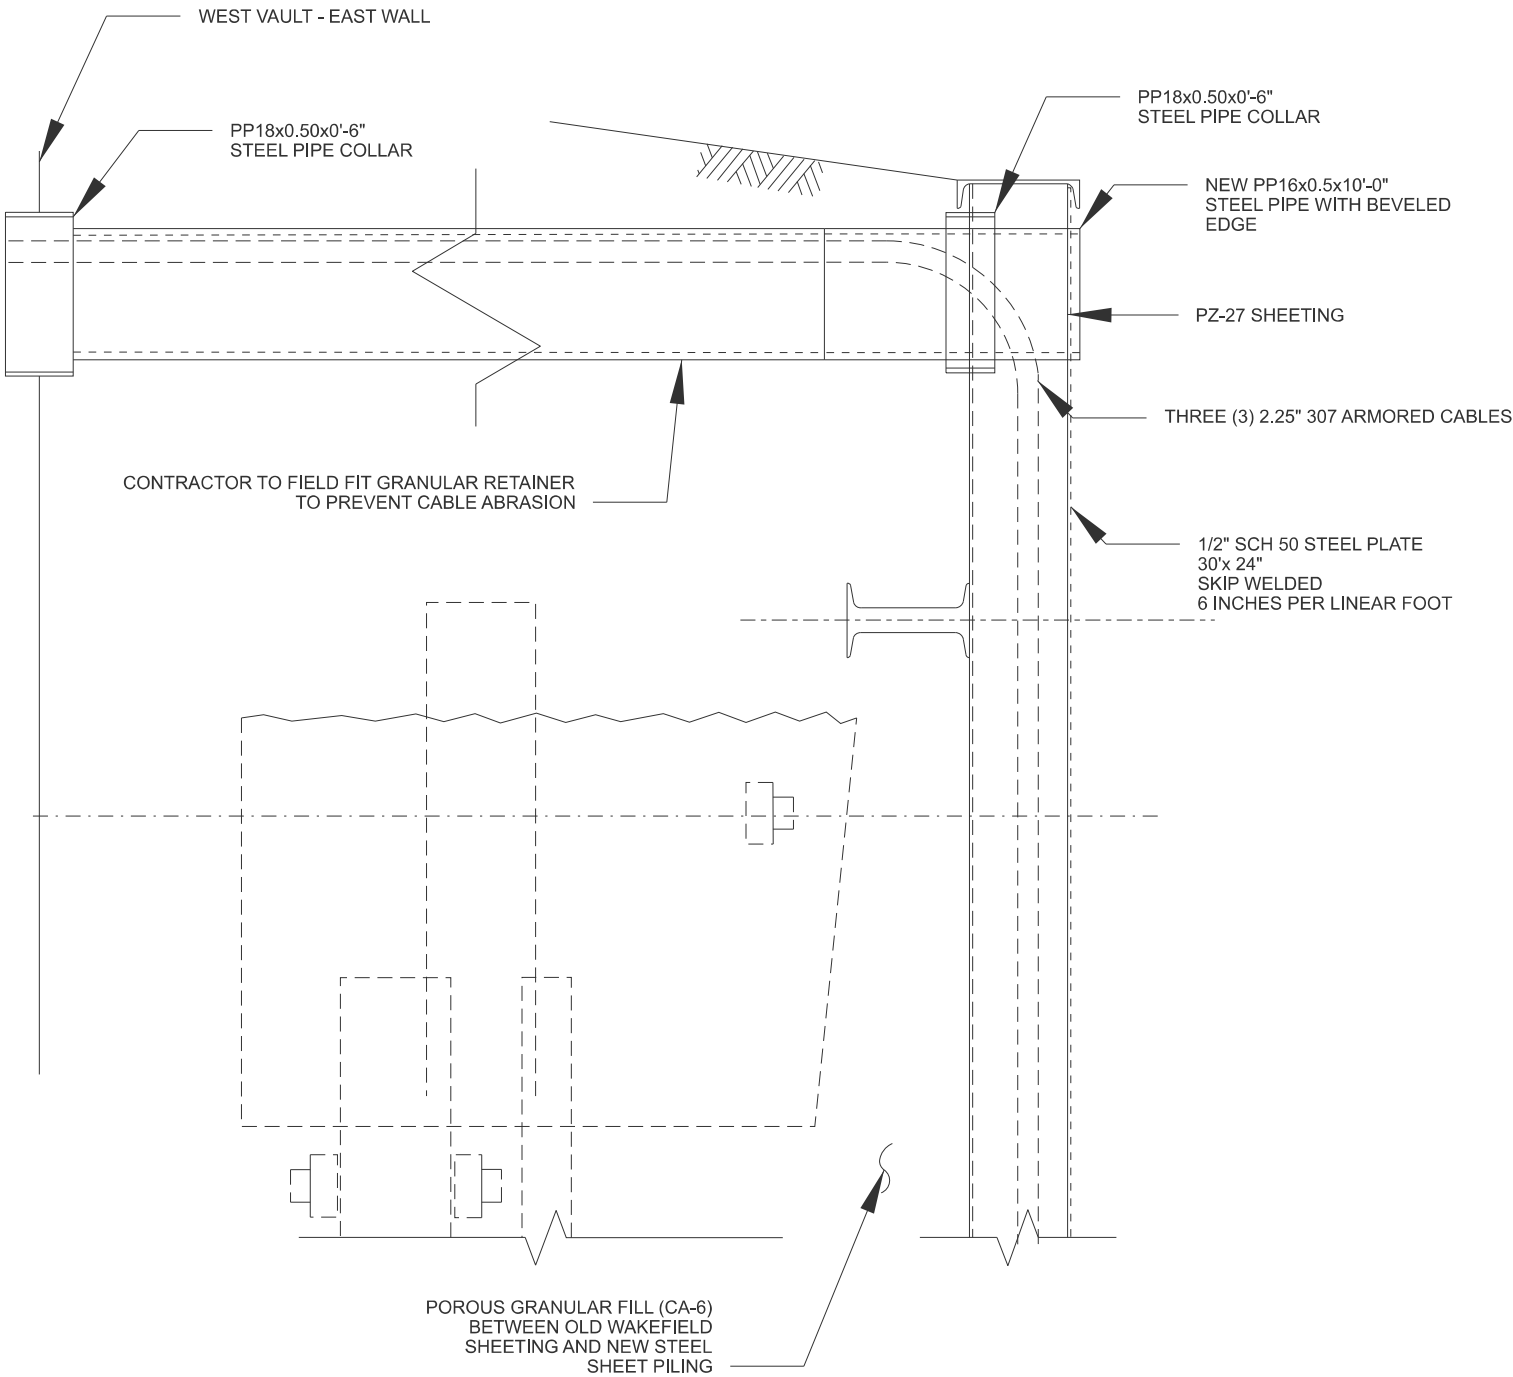 WEST VAULT - EAST WALL
PP18x0.50x0'-6"
STEEL PIPE COLLAR
PP18x0.50x0'-6"
STEEL PIPE COLLAR
NEW PP16x0.5x10'-0"
STEEL PIPE WITH BEVELED
EDGE
PZ-27 SHEETING
THREE (3) 2.25" 307 ARMORED CABLES
CONTRACTOR TO FIELD FIT GRANULAR RETAINER
TO PREVENT CABLE ABRASION
1/2" SCH 50 STEEL PLATE
30'x 24"
SKIP WELDED
6 INCHES PER LINEAR FOOT
POROUS GRANULAR FILL (CA-6)
BETWEEN OLD WAKEFIELD
SHEETING AND NEW STEEL
SHEET PILING